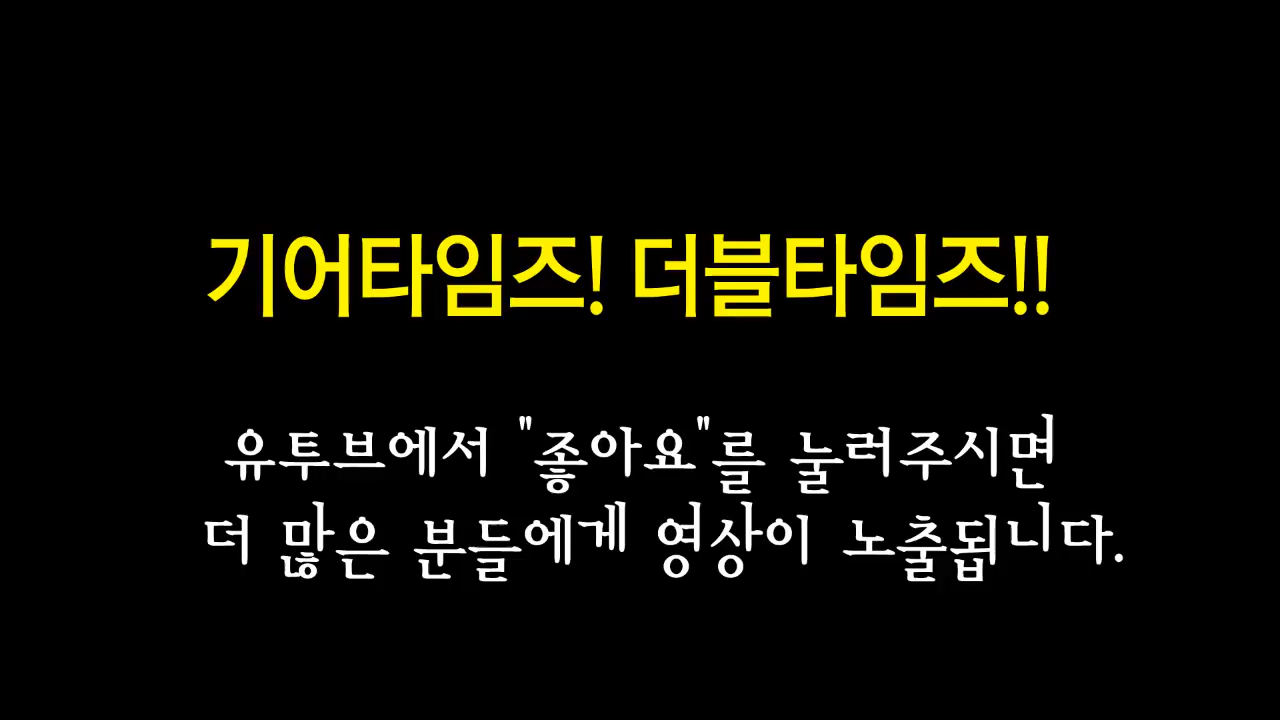 기어타임즈! 더블타임즈!!
유투브에서 "좋아요"를 눌러주시면
더 많은 분들에게 영상이 노출됩니다.